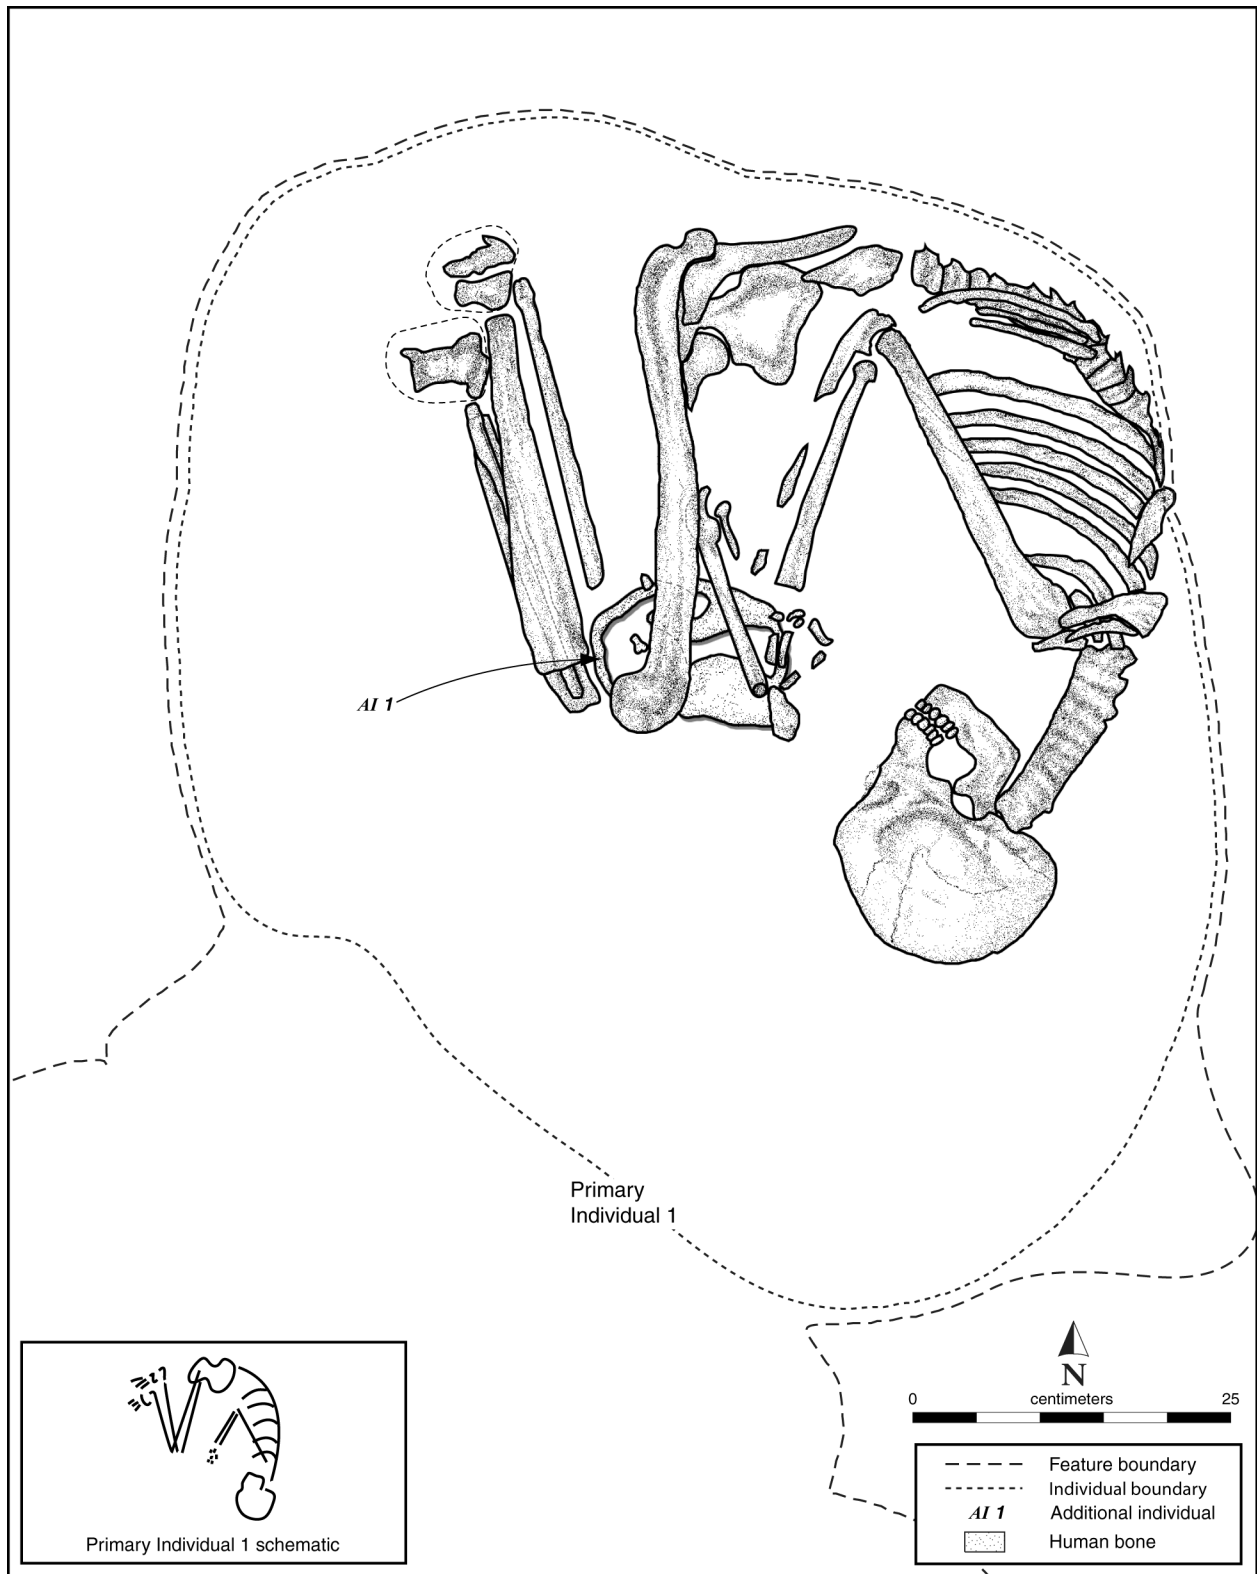 AI 1
Primary
Individual 1
Primary Individual 1 schematic
N
0 centimeters 25
Feature boundary
Individual boundary
AI 1 Additional individual
Human bone